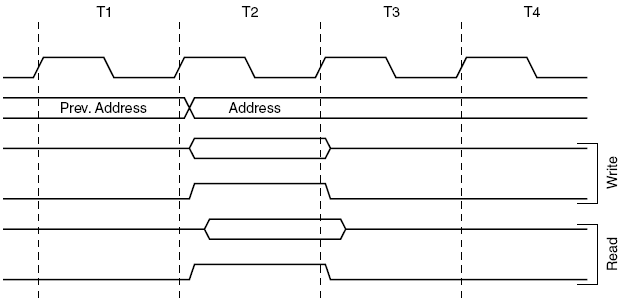 T1 T2 T3 T4
Prev. Address Address
Write
Read